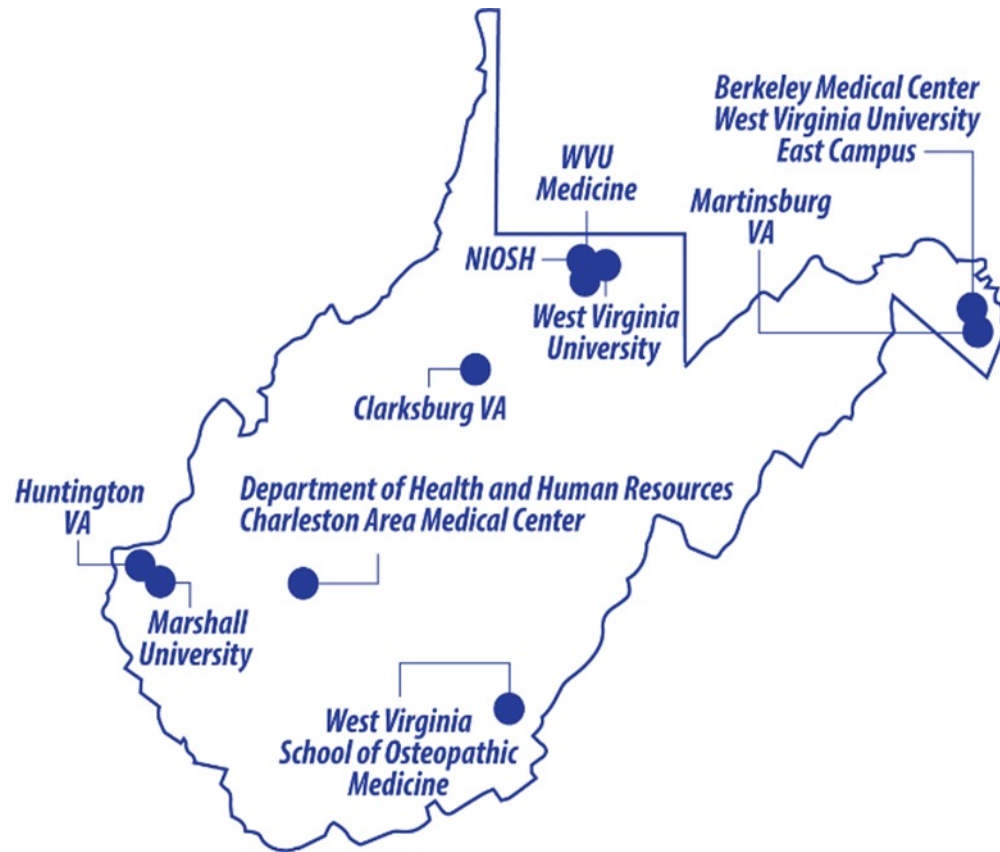 Berkeley Medical Center
West Virginia University
East Campus
WVU
Medicine
Martinsburg
VA
NIOSH
West Virginia
University
Clarksburg VA
Huntington
VA
Department of Health and Human Resources
Charleston Area Medical Center
Marshall
University
West Virginia
School of Osteopathic
Medicine